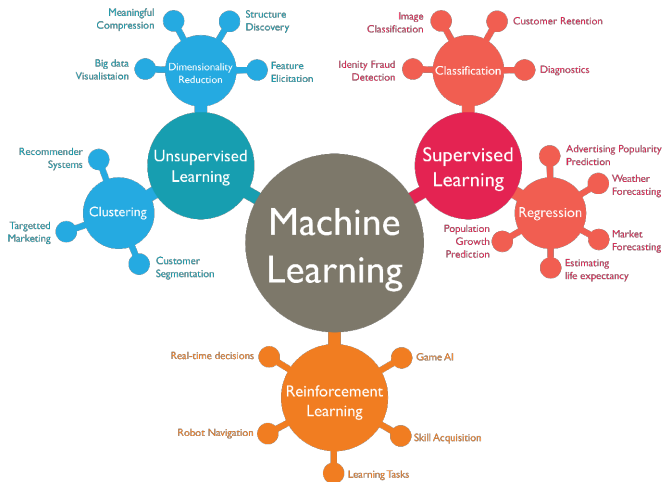 Meaningful
Compression
Structure
Discovery
Big data
Visualistaion
Dimensionality
Reduction
Feature
Elicitation
Unsupervised
Learning
Recommender
Systems
Clustering
Targetted
Marketing
Customer
Segmentation
Machine
Learning
Image
Classification
Customer Retention
Idenity Fraud
Detection
Classification
Diagnostics
Supervised
Learning
Advertising Popularity
Prediction
Weather
Forecasting
Regression
Population
Growth
Prediction
Market
Forecasting
Estimating
life expectancy
Real-time decisions
Game AI
Reinforcement
Learning
Robot Navigation
Skill Acquisition
Learning Tasks